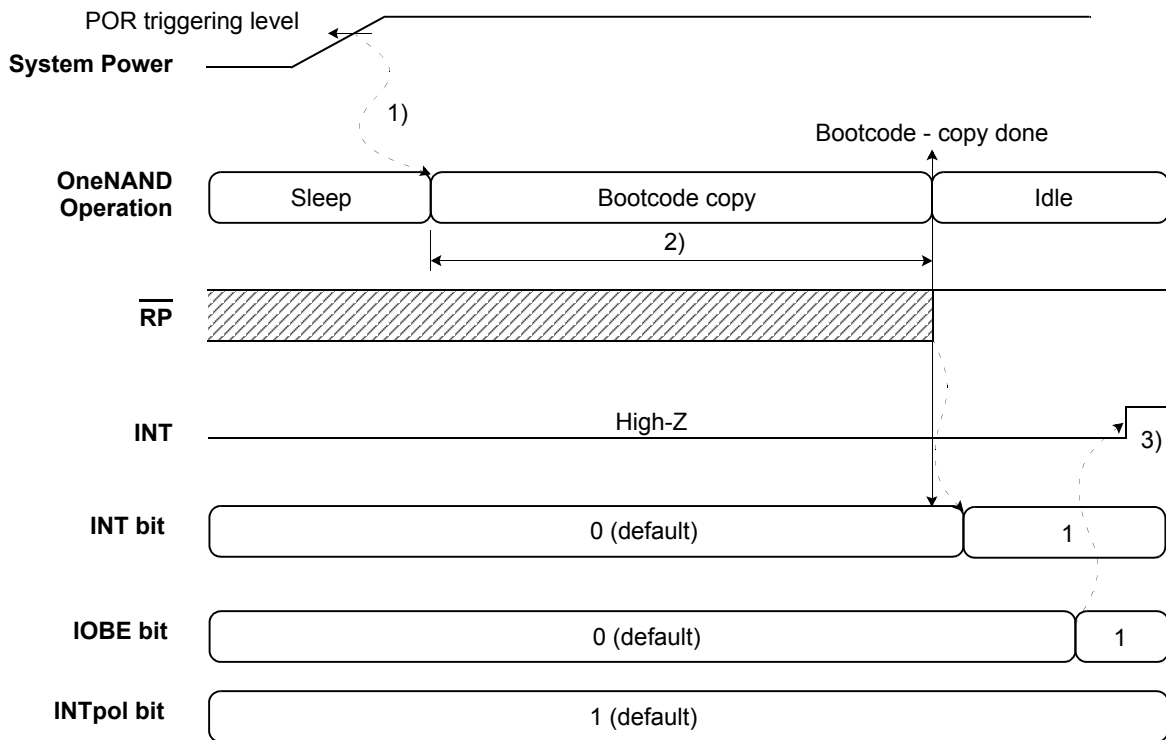 POR triggering level
System Power
1)
Bootcode - copy done
OneNAND
Operation
Sleep
Bootcode copy
Idle
2)
RP
High-Z
INT
3)
INT bit
0 (default)
1
IOBE bit
0 (default)
1
INTpol bit
1 (default)